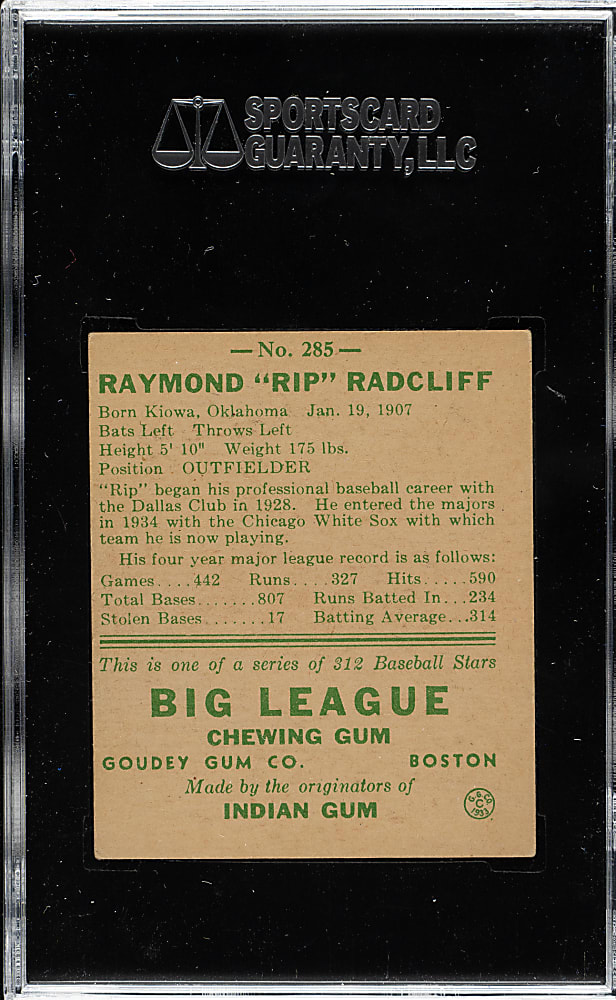 SPORTSCARD
GUARANTY, LLC
— No. 285 —
RAYMOND “RIP” RADCLIFF
Born Kiowa, Oklahoma Jan. 19, 1907
Bats Left Throws Left
Height 5' 10" Weight 175 lbs.
Position OUTFIELDER
“Rip” began his professional baseball career with
the Dallas Club in 1928. He entered the majors
in 1934 with the Chicago White Sox with which
team he is now playing.
His four year major league record is as follows:
Games....442 Runs....327 Hits.....590
Total Bases.......807 Runs Batted In...234
Stolen Bases.......17 Batting Average...314
This is one of a series of 312 Baseball Stars
BIG LEAGUE
CHEWING GUM
GOUDEY GUM CO. BOSTON
Made by the originators of
INDIAN GUM
G.G.CO.
C
1933